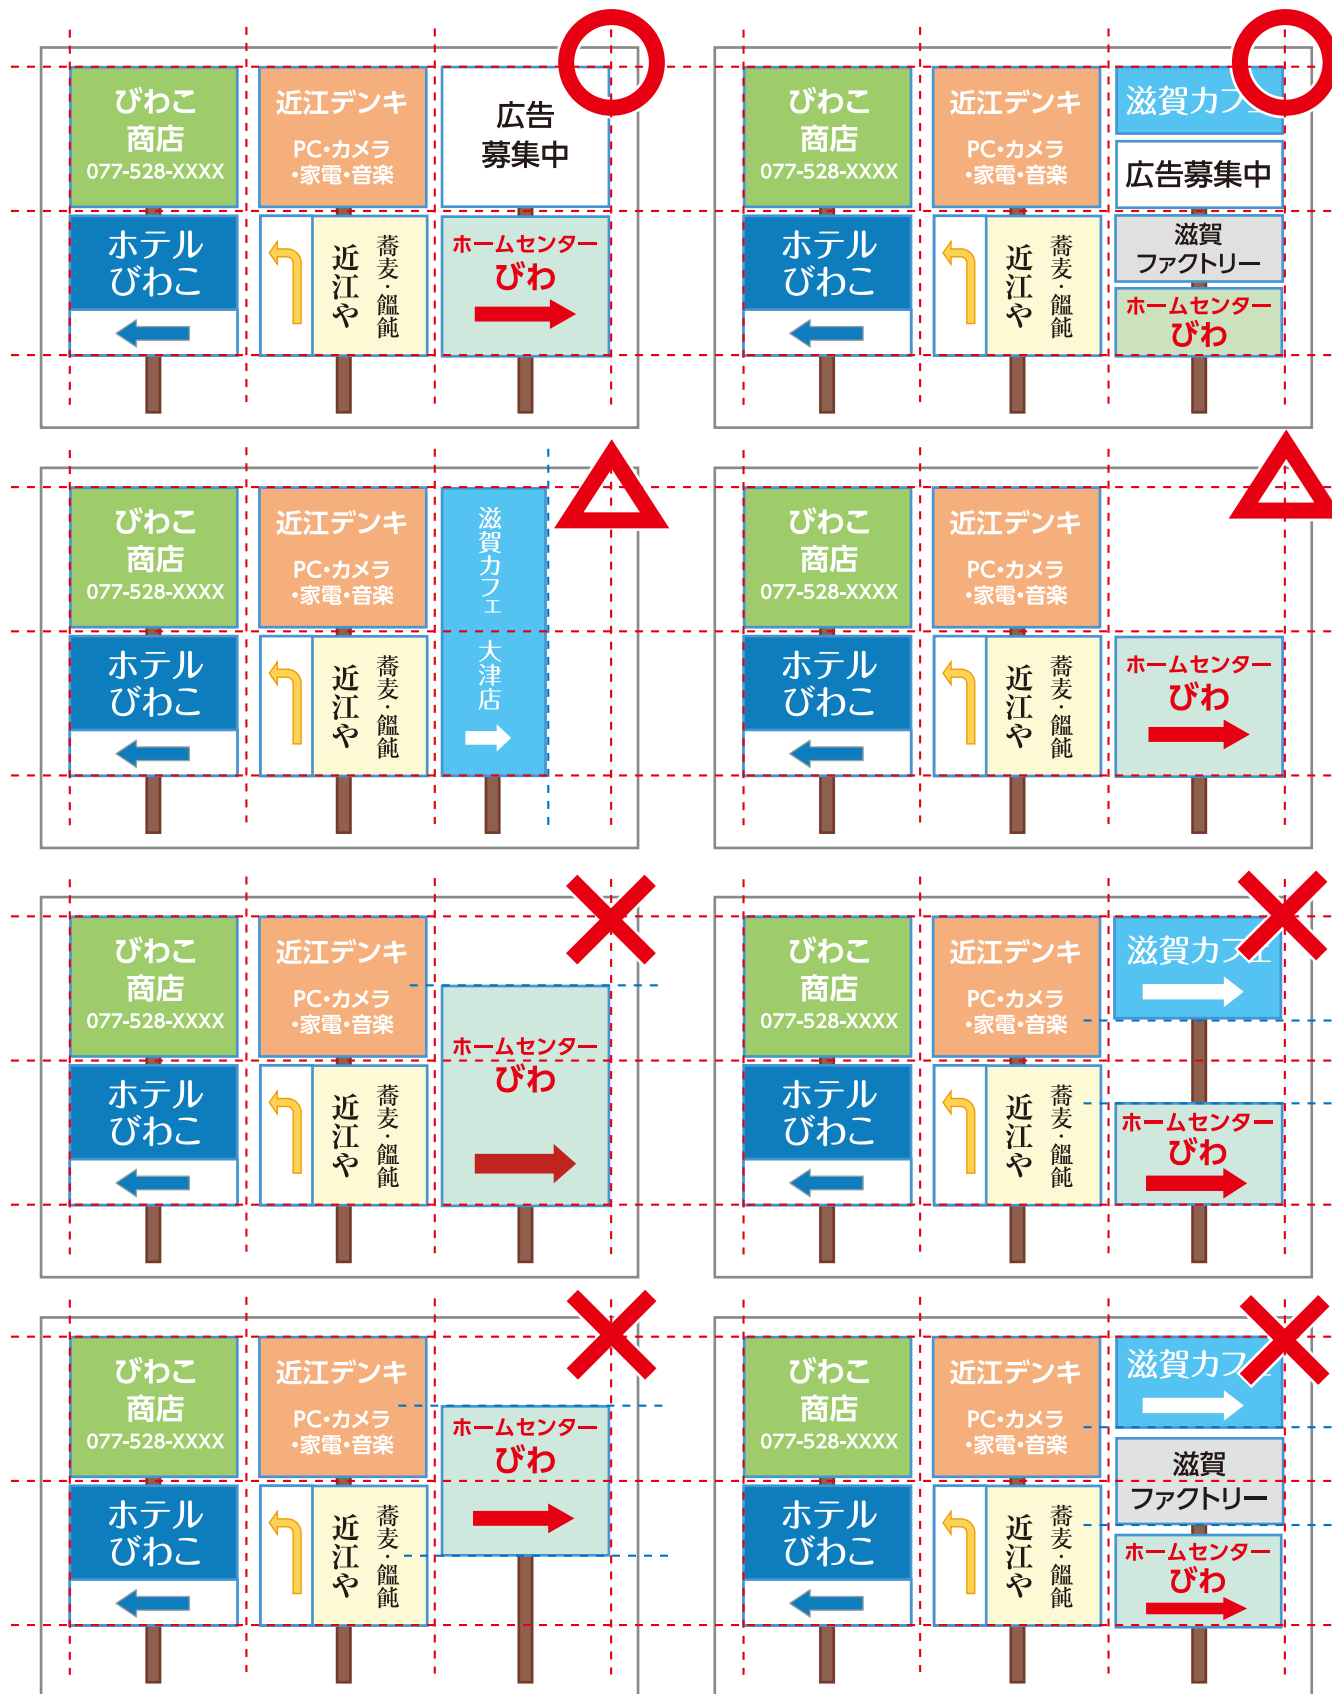 びわこ
商店
077-528-XXXX
ホテル
びわこ
近江デンキ
PC・カメラ
・家電・音楽
蕎麦・饂飩
近江や
広告
募集中
ホームセンター
びわ
びわこ
商店
077-528-XXXX
ホテル
びわこ
近江デンキ
PC・カメラ
・家電・音楽
蕎麦・饂飩
近江や
滋賀カフェ
広告募集中
滋賀
ファクトリー
ホームセンター
びわ
びわこ
商店
077-528-XXXX
ホテル
びわこ
近江デンキ
PC・カメラ
・家電・音楽
蕎麦・饂飩
近江や
滋賀カフェ 大津店
びわこ
商店
077-528-XXXX
ホテル
びわこ
近江デンキ
PC・カメラ
・家電・音楽
蕎麦・饂飩
近江や
ホームセンター
びわ
びわこ
商店
077-528-XXXX
ホテル
びわこ
近江デンキ
PC・カメラ
・家電・音楽
蕎麦・饂飩
近江や
ホームセンター
びわ
びわこ
商店
077-528-XXXX
ホテル
びわこ
近江デンキ
PC・カメラ
・家電・音楽
蕎麦・饂飩
近江や
滋賀カフェ
ホームセンター
びわ
びわこ
商店
077-528-XXXX
ホテル
びわこ
近江デンキ
PC・カメラ
・家電・音楽
蕎麦・饂飩
近江や
ホームセンター
びわ
びわこ
商店
077-528-XXXX
ホテル
びわこ
近江デンキ
PC・カメラ
・家電・音楽
蕎麦・饂飩
近江や
滋賀カフェ
滋賀
ファクトリー
ホームセンター
びわ